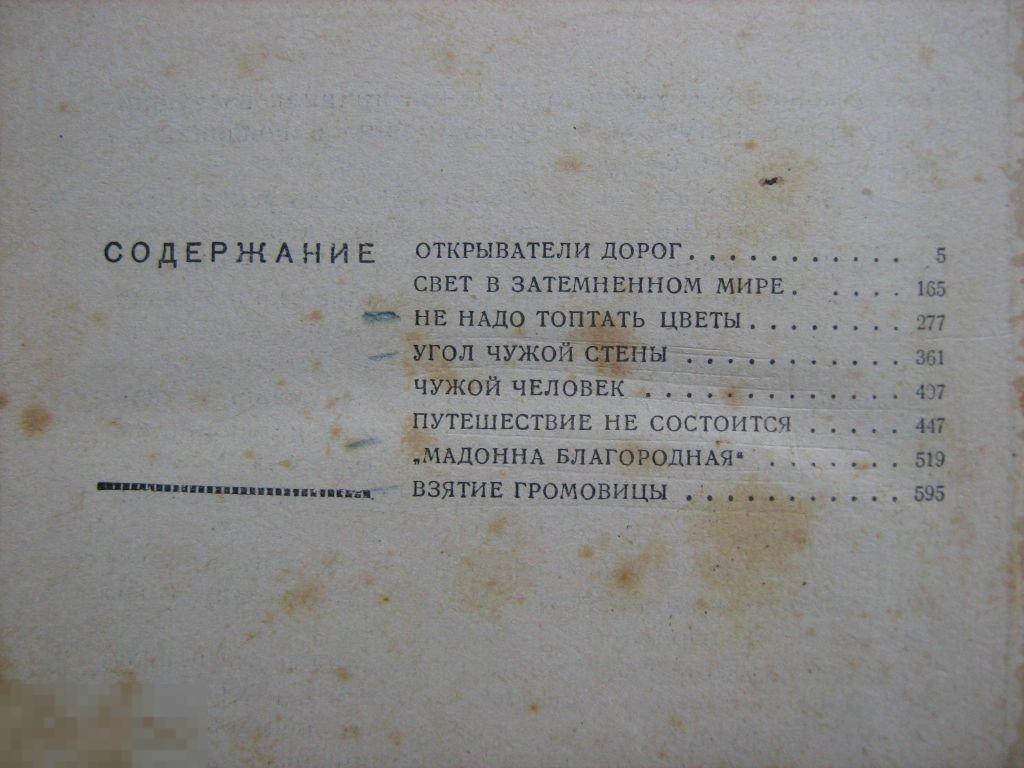 СОДЕРЖАНИЕ
ОТКРЫВАТЕЛИ ДОРОГ . . . . . . . . . . . 5
СВЕТ В ЗАТЕМНЕННОМ МИРЕ . . . . . 165
НЕ НАДО ТОПТАТЬ ЦВЕТЫ . . . . . . . . 277
УГОЛ ЧУЖОЙ СТЕНЫ . . . . . . . . . . . 361
ЧУЖОЙ ЧЕЛОВЕК . . . . . . . . . . . . . 407
ПУТЕШЕСТВИЕ НЕ СОСТОИТСЯ . . . . . 447
„МАДОННА БЛАГОРОДНАЯ“ . . . . . . . 519
ВЗЯТИЕ ГРОМОВИЦЫ . . . . . . . . . . . 595